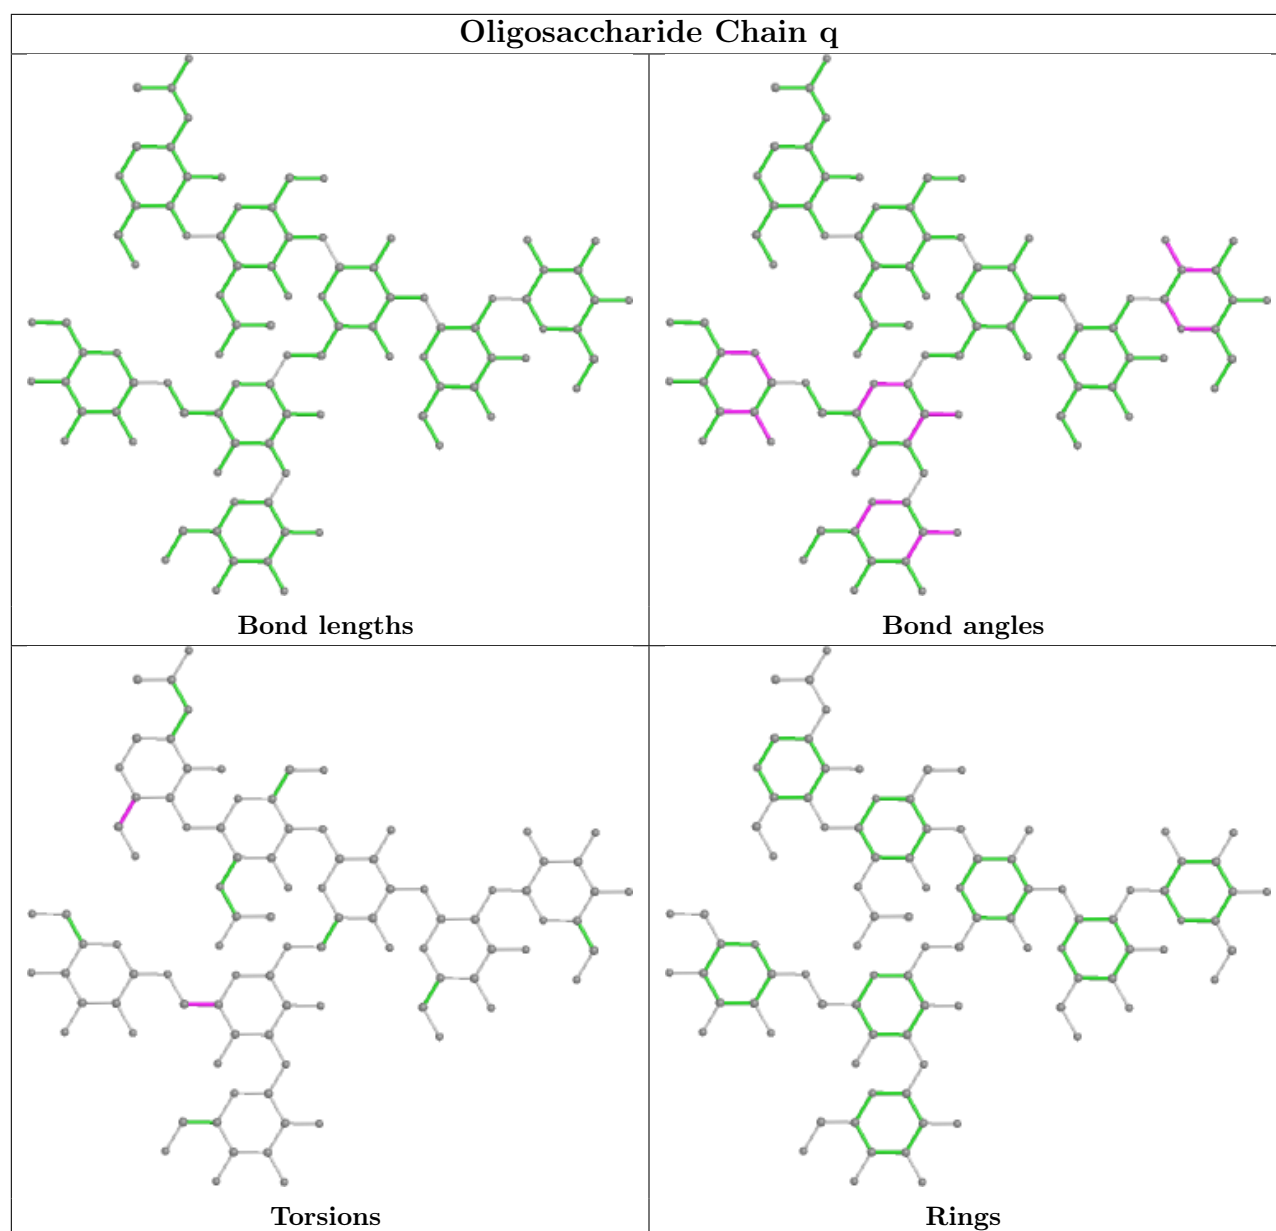 Oligosaccharide Chain q
Bond lengths
Bond angles
Torsions
Rings